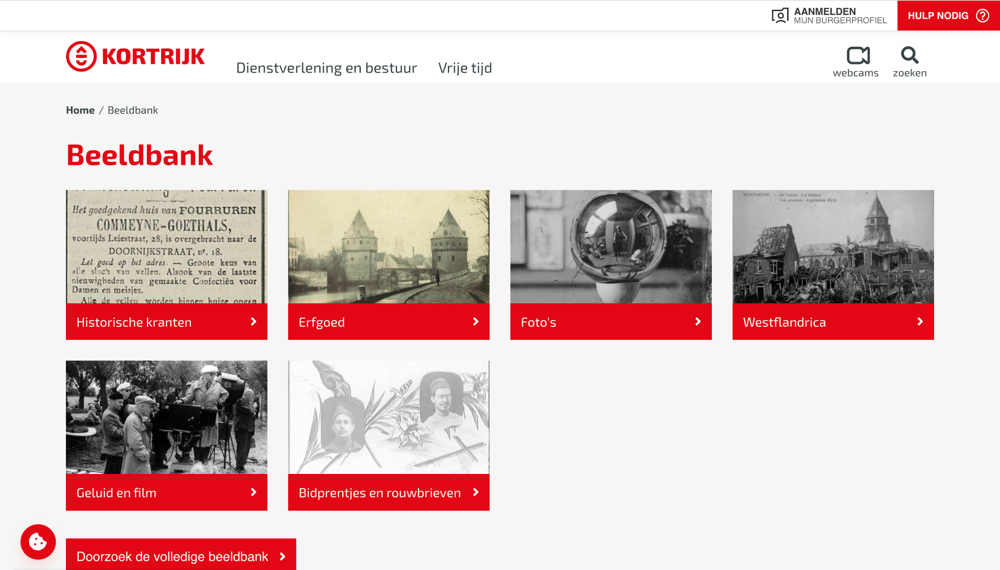 AANMELDEN
MIJN BURGERPROFIEL
HULP NODIG
KORTRIJK
Dienstverlening en bestuur
Vrije tijd
webcams
zoeken
Home / Beeldbank
Beeldbank
Het goedgekend huis van FOURRUREN
COMMEYNE-GOETHALS,
voortijds Leiestraat, 28, is overgebracht naar de
DOORNIJKSTRAAT, nr. 18.
Let goed op het adres. — Groote keus van
alle slach van vellen. Alsook van de laatste
nieuwigheden van gemaakte Confectiën voor
Damen en meisjes.
Alle de vellen worden binnen huize
WESTOUTRE. — De Puinen Les Ruines
Vue générale. Algemeene Zicht
Historische kranten
Erfgoed
Foto's
Westflandrica
Geluid en film
Bidprentjes en rouwbrieven
Doorzoek de volledige beeldbank